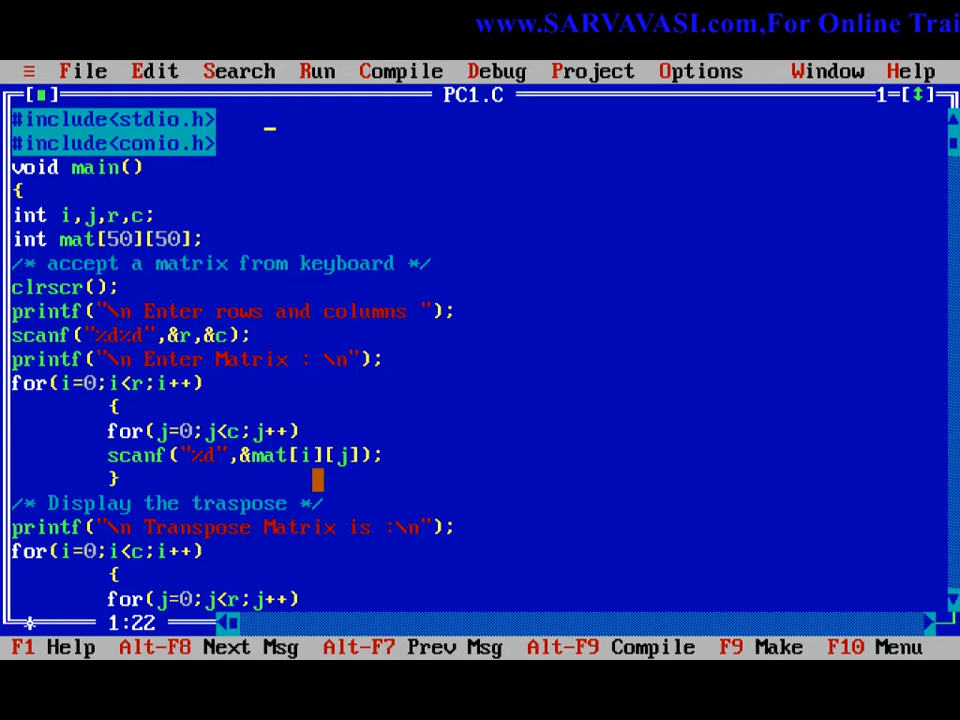 www.SARVAVASI.com,For Online Trai
≡ File Edit Search Run Compile Debug Project Options Window Help
[■] PC1.C 1=[↕]
#include<stdio.h>
#include<conio.h>
void main()
{
int i,j,r,c;
int mat[50][50];
/* accept a matrix from keyboard */
clrscr();
printf("\n Enter rows and columns ");
scanf("%d%d",&r,&c);
printf("\n Enter Matrix : \n");
for(i=0;i<r;i++)
{
for(j=0;j<c;j++)
scanf("%d",&mat[i][j]);
}
/* Display the traspose */
printf("\n Transpose Matrix is :\n");
for(i=0;i<c;i++)
{
for(j=0;j<r;j++)
1:22
F1 Help Alt-F8 Next Msg Alt-F7 Prev Msg Alt-F9 Compile F9 Make F10 Menu